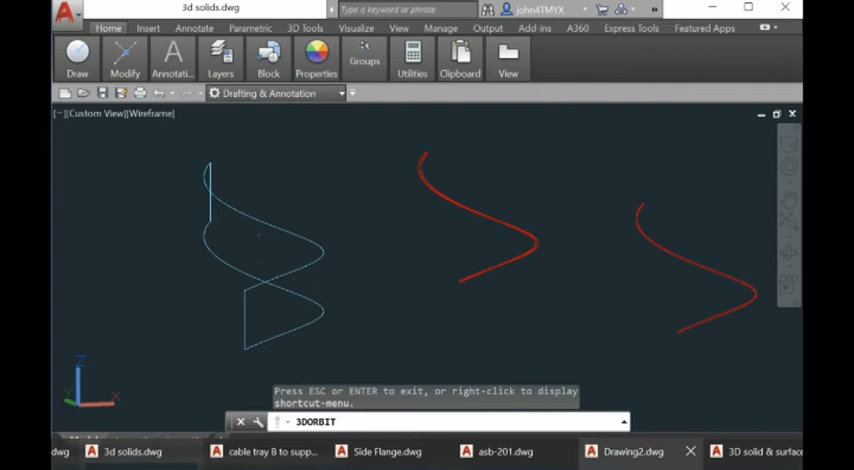 3d solids.dwg
Type a keyword or phrase
john4TMYX
Home Insert Annotate Parametric 3D Tools Visualize View Manage Output Add-ins A360 Express Tools Featured Apps
Draw Modify Annotati... Layers Block Properties Groups Utilities Clipboard View
Drafting & Annotation
[−][Custom View][Wireframe]
Z
Y X
Press ESC or ENTER to exit, or right-click to display
shortcut-menu.
3DORBIT
dwg 3d solids.dwg cable tray B to supp... Side Flange.dwg asb-201.dwg Drawing2.dwg 3D solid & surface